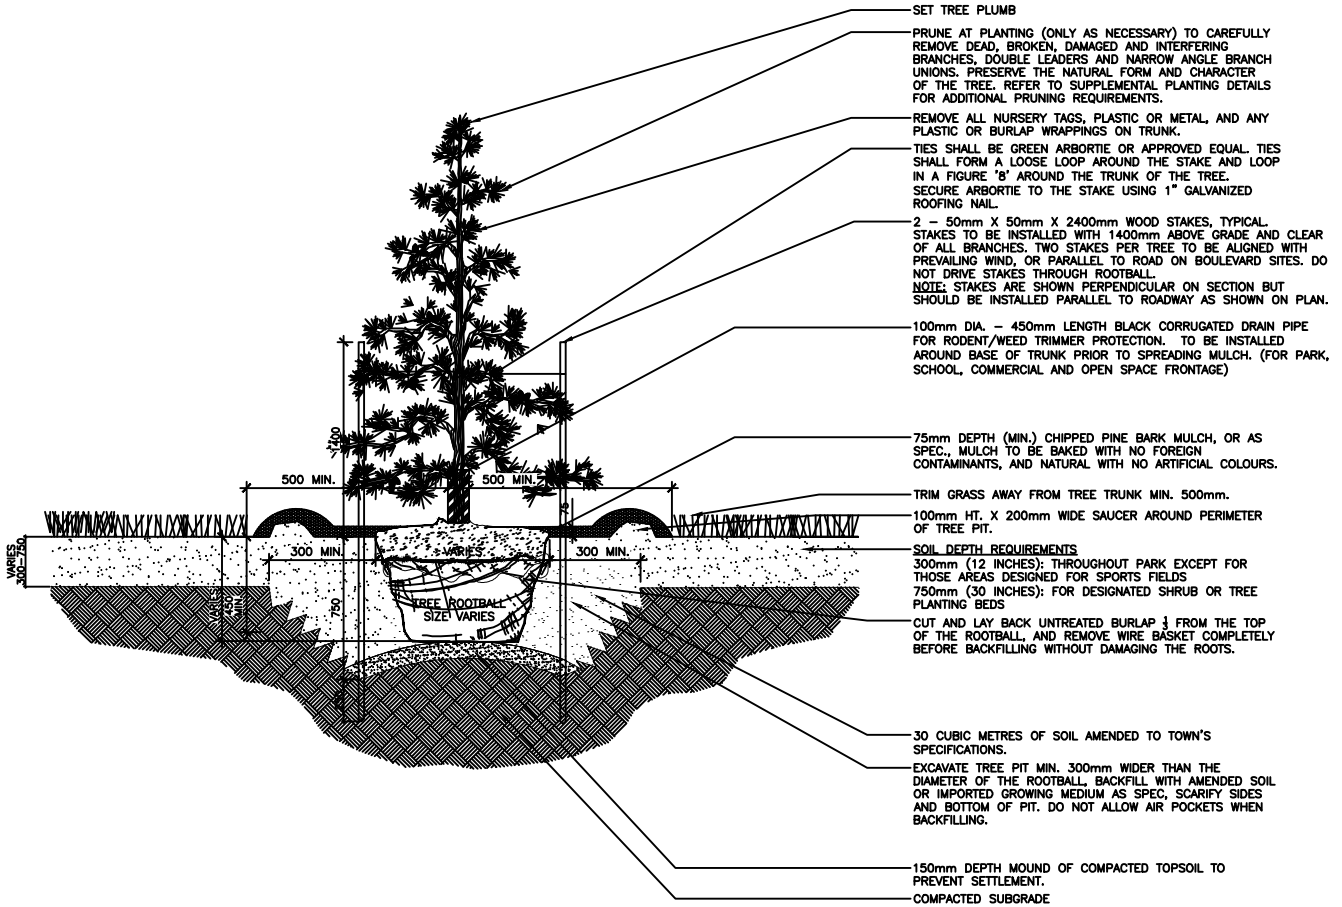 SET TREE PLUMB
PRUNE AT PLANTING (ONLY AS NECESSARY) TO CAREFULLY
REMOVE DEAD, BROKEN, DAMAGED AND INTERFERING
BRANCHES, DOUBLE LEADERS AND NARROW ANGLE BRANCH
UNIONS. PRESERVE THE NATURAL FORM AND CHARACTER
OF THE TREE. REFER TO SUPPLEMENTAL PLANTING DETAILS
FOR ADDITIONAL PRUNING REQUIREMENTS.
REMOVE ALL NURSERY TAGS, PLASTIC OR METAL, AND ANY
PLASTIC OR BURLAP WRAPPINGS ON TRUNK.
TIES SHALL BE GREEN ARBORTIE OR APPROVED EQUAL. TIES
SHALL FORM A LOOSE LOOP AROUND THE STAKE AND LOOP
IN A FIGURE '8' AROUND THE TRUNK OF THE TREE.
SECURE ARBORTIE TO THE STAKE USING 1" GALVANIZED
ROOFING NAIL.
2 - 50mm X 50mm X 2400mm WOOD STAKES, TYPICAL.
STAKES TO BE INSTALLED WITH 1400mm ABOVE GRADE AND CLEAR
OF ALL BRANCHES. TWO STAKES PER TREE TO BE ALIGNED WITH
PREVAILING WIND, OR PARALLEL TO ROAD ON BOULEVARD SITES. DO
NOT DRIVE STAKES THROUGH ROOTBALL.
NOTE: STAKES ARE SHOWN PERPENDICULAR ON SECTION BUT
SHOULD BE INSTALLED PARALLEL TO ROADWAY AS SHOWN ON PLAN.
100mm DIA. - 450mm LENGTH BLACK CORRUGATED DRAIN PIPE
FOR RODENT/WEED TRIMMER PROTECTION. TO BE INSTALLED
AROUND BASE OF TRUNK PRIOR TO SPREADING MULCH. (FOR PARK,
SCHOOL, COMMERCIAL AND OPEN SPACE FRONTAGE)
75mm DEPTH (MIN.) CHIPPED PINE BARK MULCH, OR AS
SPEC., MULCH TO BE BAKED WITH NO FOREIGN
CONTAMINANTS, AND NATURAL WITH NO ARTIFICIAL COLOURS.
TRIM GRASS AWAY FROM TREE TRUNK MIN. 500mm.
100mm HT. X 200mm WIDE SAUCER AROUND PERIMETER
OF TREE PIT.
SOIL DEPTH REQUIREMENTS
300mm (12 INCHES): THROUGHOUT PARK EXCEPT FOR
THOSE AREAS DESIGNED FOR SPORTS FIELDS
750mm (30 INCHES): FOR DESIGNATED SHRUB OR TREE
PLANTING BEDS
CUT AND LAY BACK UNTREATED BURLAP 1/3 FROM THE TOP
OF THE ROOTBALL, AND REMOVE WIRE BASKET COMPLETELY
BEFORE BACKFILLING WITHOUT DAMAGING THE ROOTS.
30 CUBIC METRES OF SOIL AMENDED TO TOWN'S
SPECIFICATIONS.
EXCAVATE TREE PIT MIN. 300mm WIDER THAN THE
DIAMETER OF THE ROOTBALL, BACKFILL WITH AMENDED SOIL
OR IMPORTED GROWING MEDIUM AS SPEC, SCARIFY SIDES
AND BOTTOM OF PIT. DO NOT ALLOW AIR POCKETS WHEN
BACKFILLING.
150mm DEPTH MOUND OF COMPACTED TOPSOIL TO
PREVENT SETTLEMENT.
COMPACTED SUBGRADE
1400
500 MIN.
500 MIN.
75
300 MIN.
VARIES
300 MIN.
VARIES
300-750
VARIES
450
MIN.
750
TREE ROOTBALL
SIZE VARIES